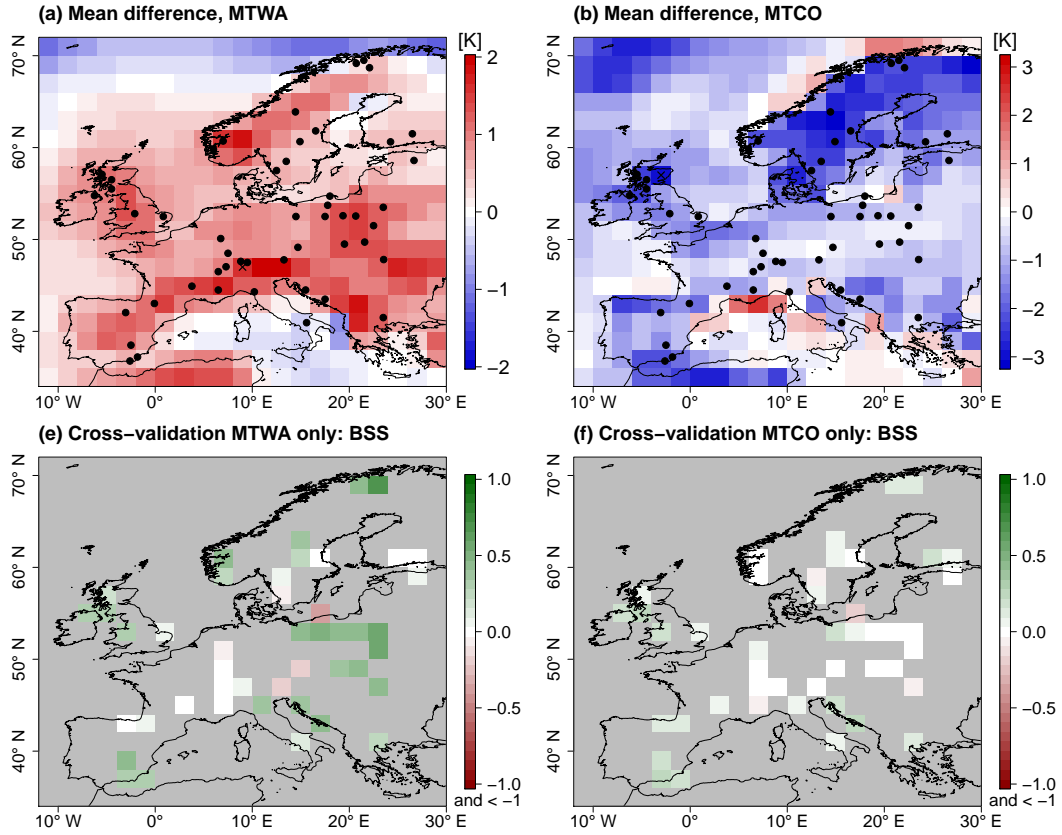 (a) Mean difference, MTWA
(b) Mean difference, MTCO
[K]
[K]
70° N
60° N
50° N
40° N
2
1
0
−1
−2
70° N
60° N
50° N
40° N
3
2
1
0
−1
−2
−3
10° W 0° 10° E 20° E 30° E
10° W 0° 10° E 20° E 30° E
(e) Cross−validation MTWA only: BSS
(f) Cross−validation MTCO only: BSS
70° N
60° N
50° N
40° N
1.0
0.5
0.0
−0.5
−1.0
and < −1
70° N
60° N
50° N
40° N
1.0
0.5
0.0
−0.5
−1.0
and < −1
10° W 0° 10° E 20° E 30° E
10° W 0° 10° E 20° E 30° E